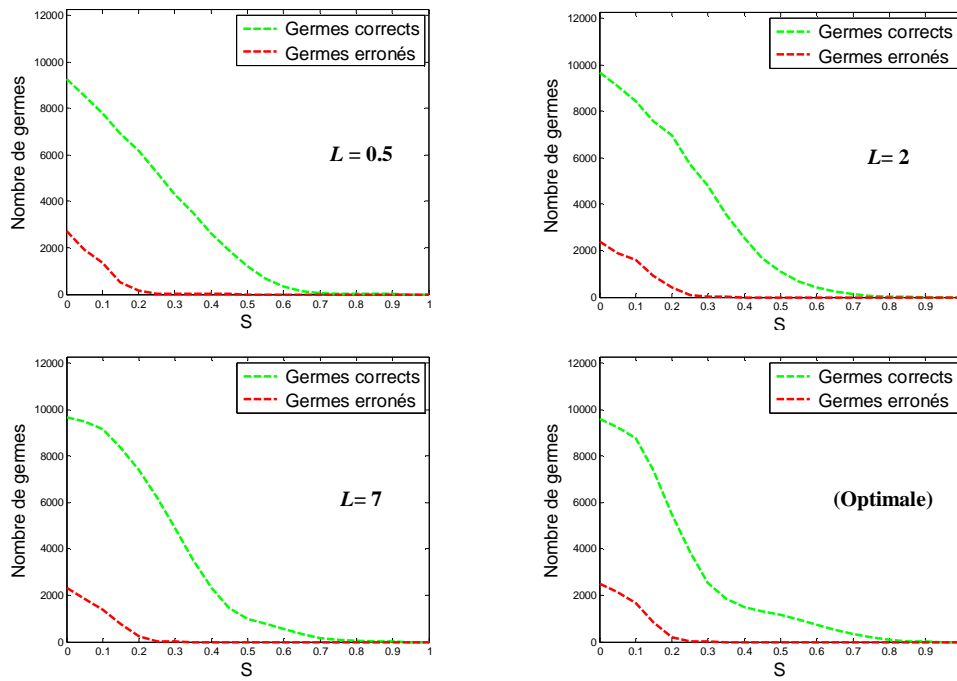 12000
10000
8000
6000
4000
2000
0
Nombre de germes
Germes corrects
Germes erronés
L = 0.5
0 0.1 0.2 0.3 0.4 0.5 0.6 0.7 0.8 0.9 1
S
12000
10000
8000
6000
4000
2000
0
Nombre de germes
Germes corrects
Germes erronés
L= 2
0 0.1 0.2 0.3 0.4 0.5 0.6 0.7 0.8 0.9
S
12000
10000
8000
6000
4000
2000
0
Nombre de germes
Germes corrects
Germes erronés
L= 7
0 0.1 0.2 0.3 0.4 0.5 0.6 0.7 0.8 0.9 1
S
12000
10000
8000
6000
4000
2000
0
Nombre de germes
Germes corrects
Germes erronés
(Optimale)
0 0.1 0.2 0.3 0.4 0.5 0.6 0.7 0.8 0.9
S